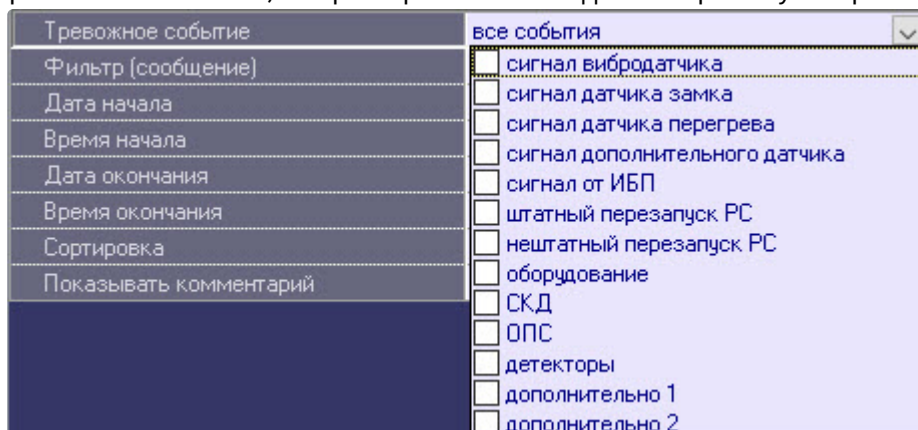 Тревожное событие
все события
Фильтр (сообщение)
Дата начала
Время начала
Дата окончания
Время окончания
Сортировка
Показывать комментарий
сигнал вибродатчика
сигнал датчика замка
сигнал датчика перегрева
сигнал дополнительного датчика
сигнал от ИБП
штатный перезапуск РС
нештатный перезапуск РС
оборудование
СКД
ОПС
детекторы
дополнительно 1
дополнительно 2